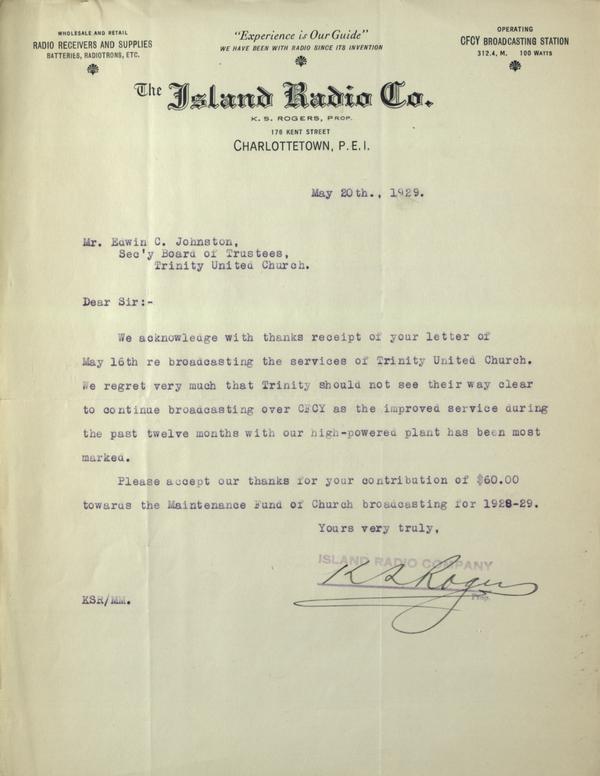 WHOLESALE AND RETAIL
RADIO RECEIVERS AND SUPPLIES
BATTERIES, RADIOTRONS, ETC.
"Experience is Our Guide"
WE HAVE BEEN WITH RADIO SINCE ITS INVENTION
OPERATING
CFCY BROADCASTING STATION
312.4, M. 100 WATTS
The Island Radio Co.
K. S. ROGERS, PROP.
176 KENT STREET
CHARLOTTETOWN, P.E.I.
May 20th., 1929.
Mr. Edwin C. Johnston,
Sec'y Board of Trustees,
Trinity United Church.
Dear Sir:-
We acknowledge with thanks receipt of your letter of
May 16th re broadcasting the services of Trinity United Church.
We regret very much that Trinity should not see their way clear
to continue broadcasting over CFCY as the improved service during
the past twelve months with our high-powered plant has been most
marked.
Please accept our thanks for your contribution of $60.00
towards the Maintenance Fund of Church broadcasting for 1928-29.
Yours very truly,
ISLAND RADIO COMPANY
K S Rogers
Prop.
KSR/MM.